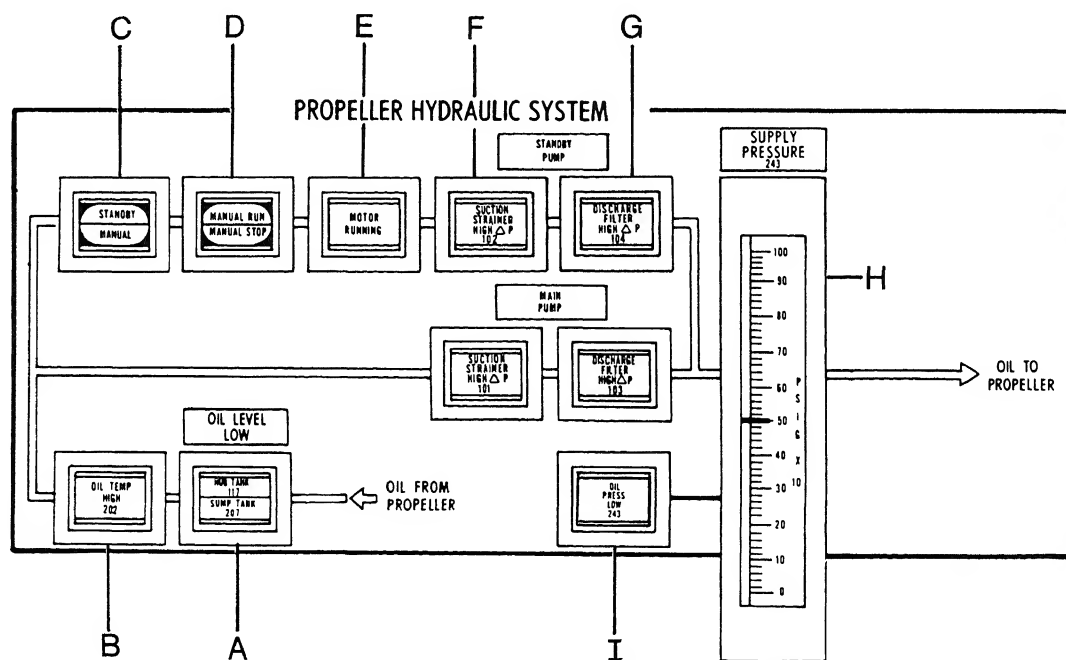 C D E F G
PROPELLER HYDRAULIC SYSTEM
STANDBY
PUMP
SUPPLY
PRESSURE
243
STANDBY
MANUAL
MANUAL RUN
MANUAL STOP
MOTOR
RUNNING
SUCTION
STRAINER
HIGH △ P
102
DISCHARGE
FILTER
HIGH △ P
104
100
90
80
70
60
50
40
30
20
10
0
PSIG X 10
H
MAIN
PUMP
SUCTION
STRAINER
HIGH △ P
101
DISCHARGE
FILTER
HIGH △ P
103
OIL TO
PROPELLER
OIL LEVEL
LOW
OIL TEMP
HIGH
202
HUB TANK
117
SUMP TANK
207
OIL FROM
PROPELLER
OIL
PRESS
LOW
243
B A I